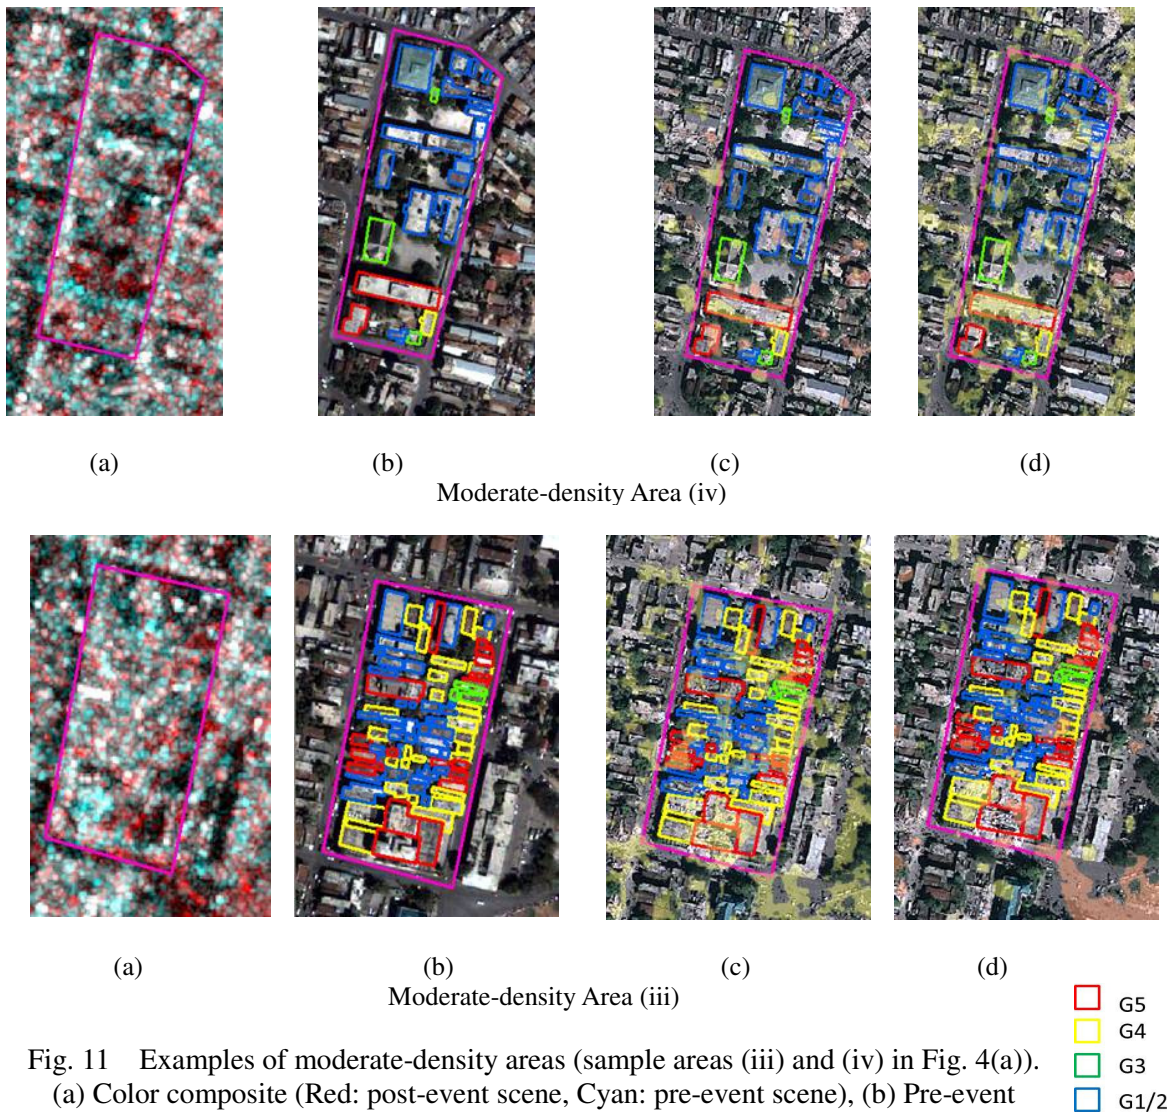 (a) (b) (c) (d)
Moderate-density Area (iv)
(a) (b) (c) (d)
Moderate-density Area (iii)
G5
G4
G3
G1/2
Fig. 11 Examples of moderate-density areas (sample areas (iii) and (iv) in Fig. 4(a)).
(a) Color composite (Red: post-event scene, Cyan: pre-event scene), (b) Pre-event